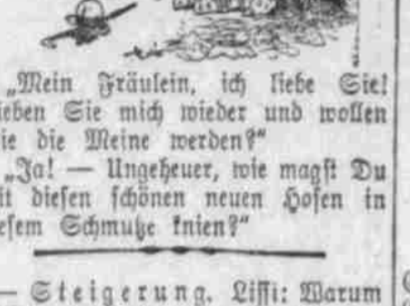 „Mein Fräulein, ich liebe Sie!
ieben Sie mich wieder und wollen
ie die Meine werden?“
„Ja! — Ungeheuer, wie magst Du
it diesen schönen neuen Hosen in
esem Schmutze knien?“
— Steigerung. Lissi: Warum